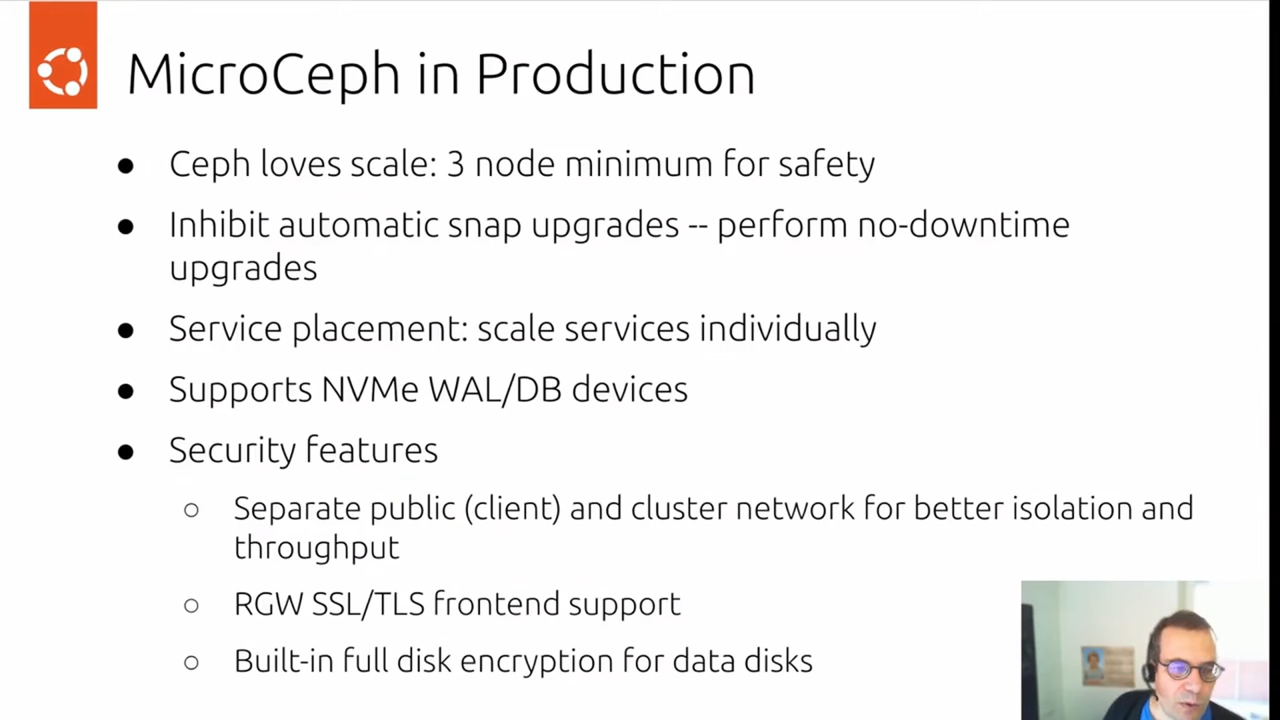 MicroCeph in Production
● Ceph loves scale: 3 node minimum for safety
● Inhibit automatic snap upgrades -- perform no-downtime
upgrades
● Service placement: scale services individually
● Supports NVMe WAL/DB devices
● Security features
○ Separate public (client) and cluster network for better isolation and
throughput
○ RGW SSL/TLS frontend support
○ Built-in full disk encryption for data disks